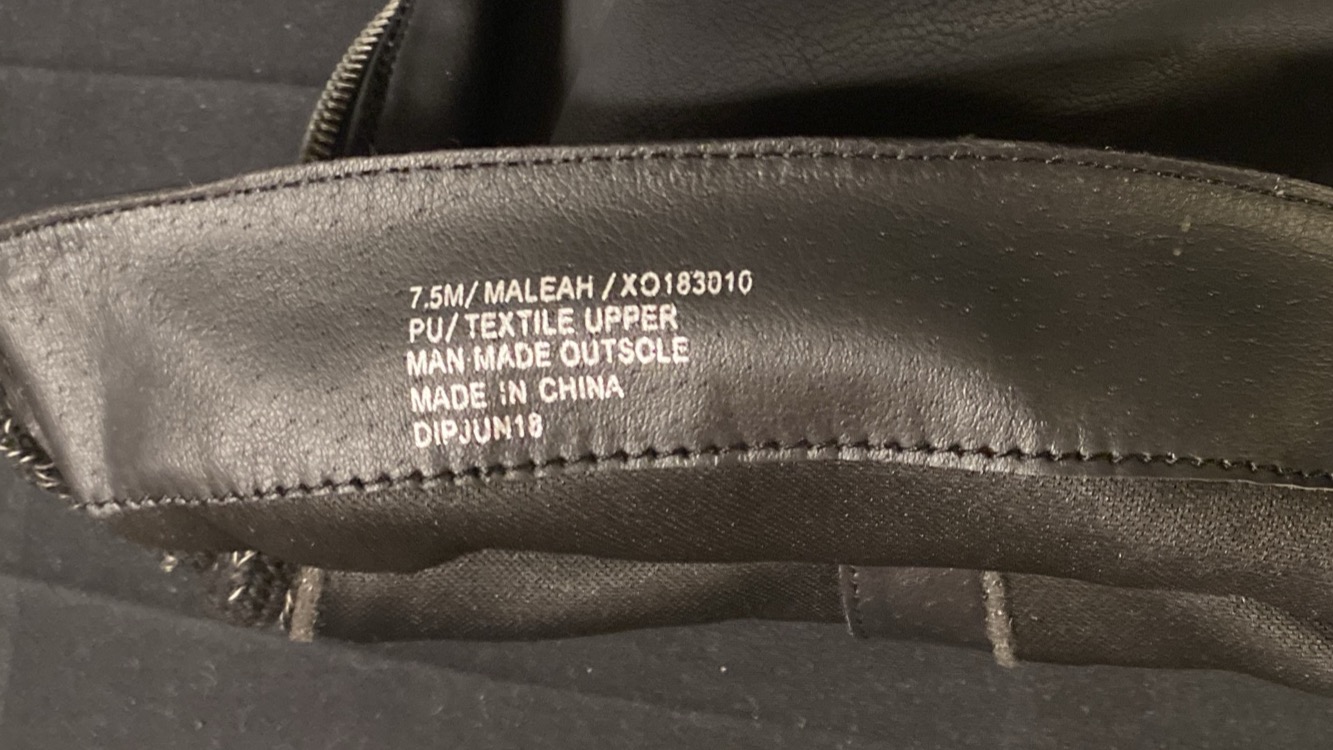 7.5M/ MALEAH /XO183010
PU/ TEXTILE UPPER
MAN MADE OUTSOLE
MADE IN CHINA
DIPJUN18